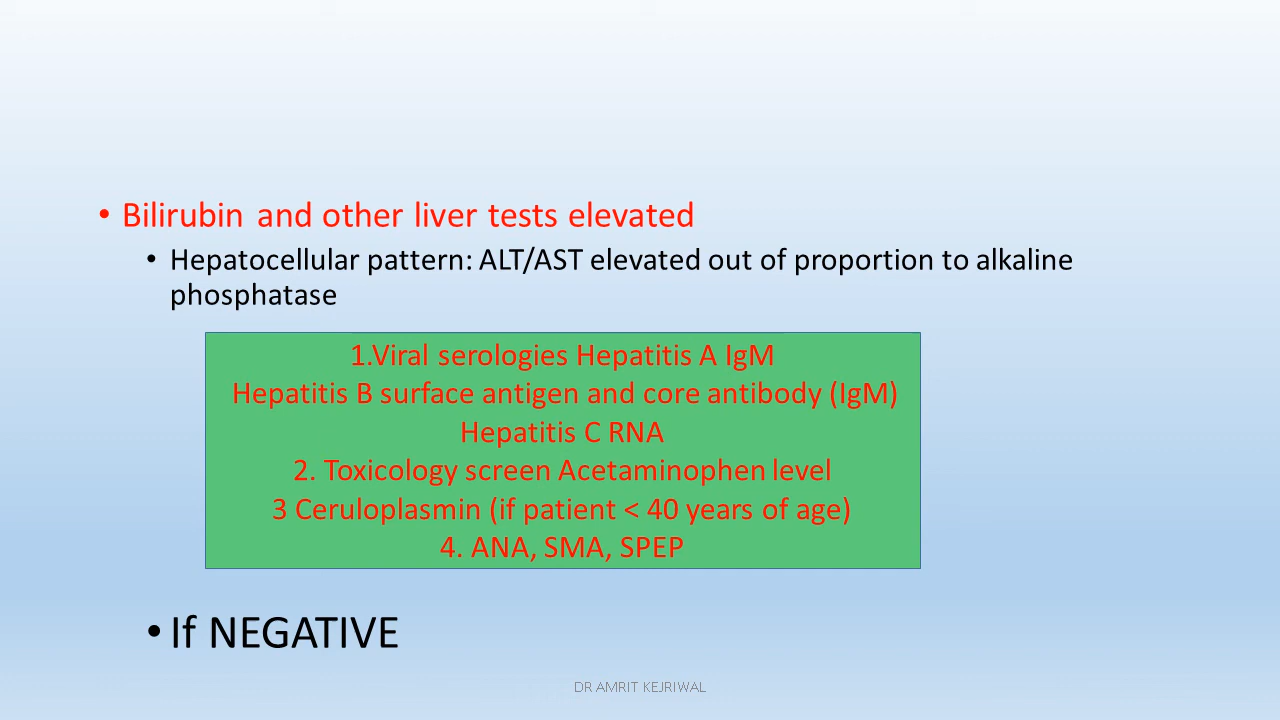 • Bilirubin and other liver tests elevated
• Hepatocellular pattern: ALT/AST elevated out of proportion to alkaline
phosphatase
1.Viral serologies Hepatitis A IgM
Hepatitis B surface antigen and core antibody (IgM)
Hepatitis C RNA
2. Toxicology screen Acetaminophen level
3 Ceruloplasmin (if patient < 40 years of age)
4. ANA, SMA, SPEP
• If NEGATIVE
DR AMRIT KEJRIWAL